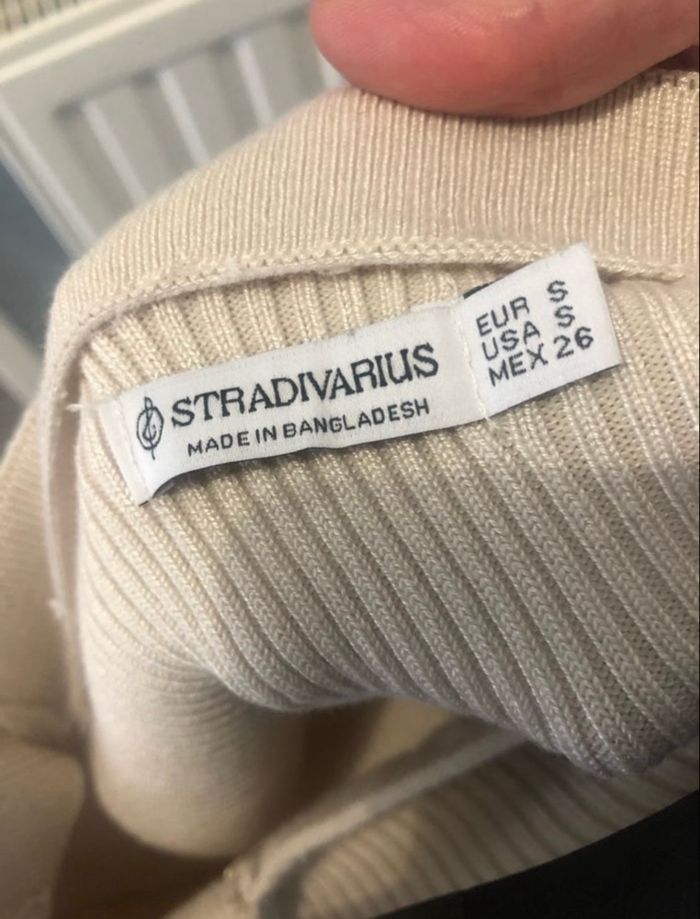 STRADIVARIUS
MADE IN BANGLADESH
EUR S
USA S
MEX 26